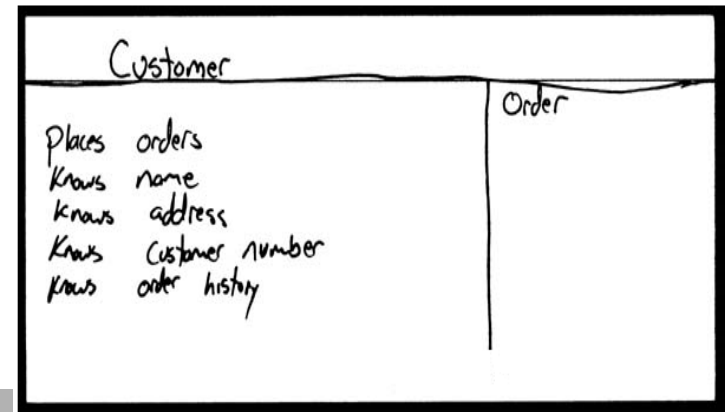 Customer
Order
Places orders
Knows name
Knows address
Knows Customer number
Knows order history